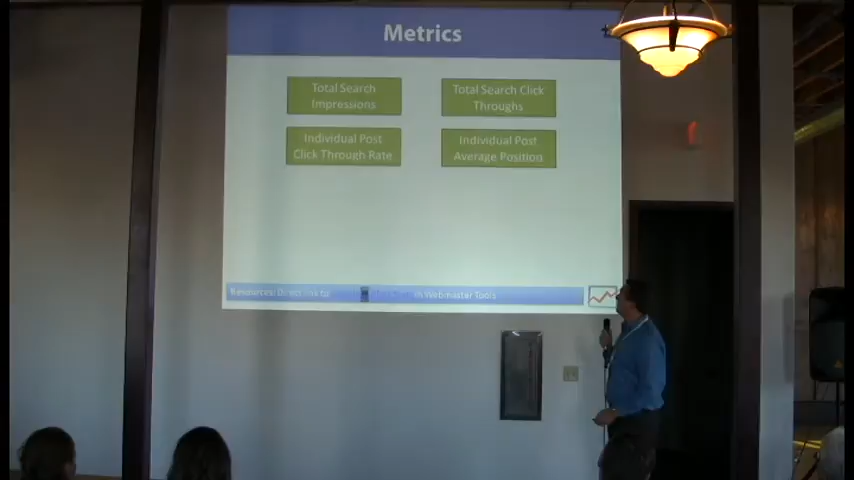 Metrics
Total Search
Impressions
Total Search Click
Throughs
Individual Post
Click Through Rate
Individual Post
Average Position
Resources: in Webmaster Tools